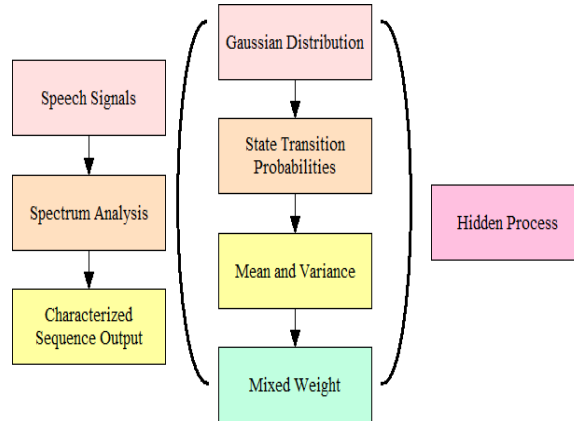 Speech Signals
Spectrum Analysis
Characterized
Sequence Output
Gaussian Distribution
State Transition
Probabilities
Mean and Variance
Mixed Weight
Hidden Process